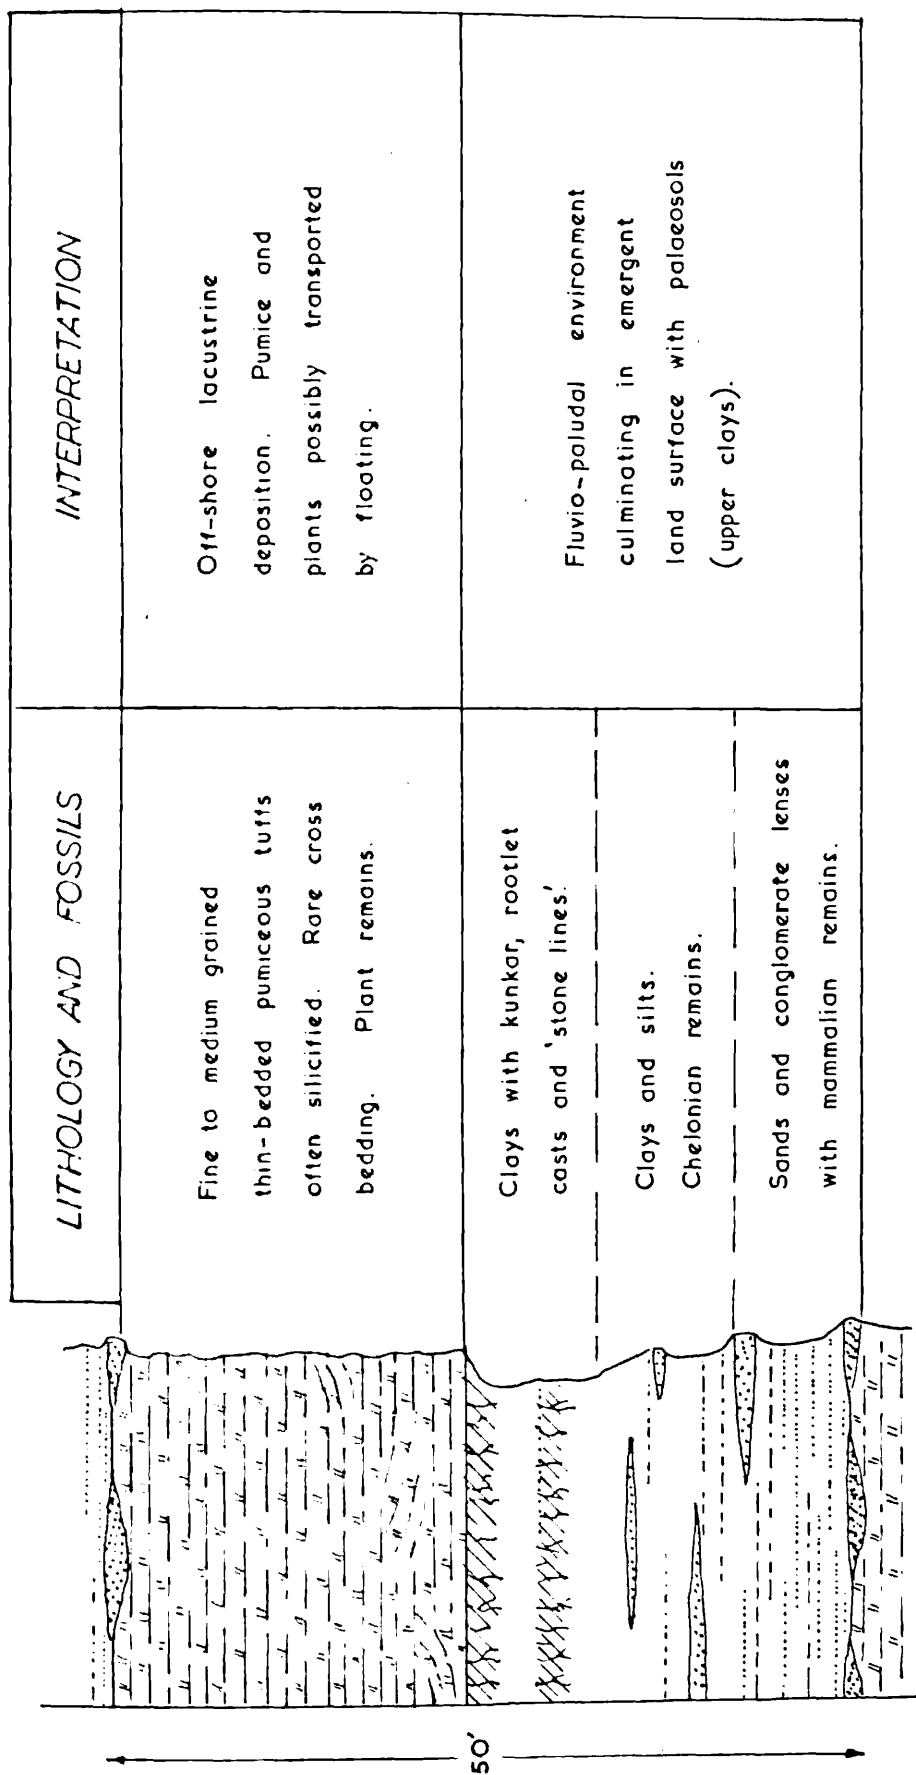 LITHOLOGY AND FOSSILS
INTERPRETATION
Fine to medium grained
thin-bedded pumiceous tuffs
often silicified. Rare cross
bedding. Plant remains.
Off-shore lacustrine
deposition. Pumice and
plants possibly transported
by floating.
Clays with kunkar, rootlet
casts and 'stone lines'.
Clays and silts.
Chelonian remains.
Sands and conglomerate lenses
with mammalian remains.
Fluvio-paludal environment
culminating in emergent
land surface with palaeosols
(upper clays).
50'